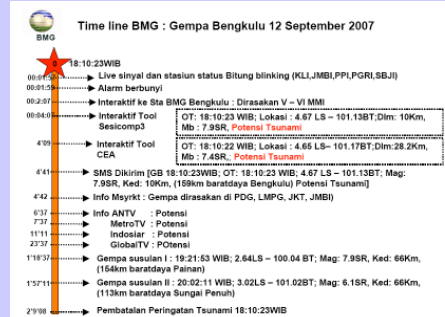 BMG
Time line BMG : Gempa Bengkulu 12 September 2007
0 18:10:23WIB
00:01:57 Live sinyal dan stasiun status Bitung blinking (KLI,JMBI,PPI,PGRI,SBJI)
00:01:59 Alarm berbunyi
00:2:07 Interaktif ke Sta BMG Bengkulu : Dirasakan V – VI MMI
00:04:07 Interaktif Tool
Sesicomp3
OT: 18:10:23 WIB; Lokasi : 4.67 LS – 101.13BT;Dlm: 10Km,
Mb : 7.9SR, Potensi Tsunami
4'09 Interaktif Tool
CEA
OT: 18:10:22 WIB; Lokasi : 4.65 LS– 101.17BT;Dlm:28.2Km,
Mb : 7.4SR,; Potensi Tsunami
4'41 SMS Dikirim [GB 18:10:23WIB; OT: 18:10:23 WIB; 4.67 LS – 101.13 BT; Mag:
7.9SR, Ked: 10Km, (159km baratdaya Bengkulu) Potensi Tsunami]
4'42 Info Msyrkt : Gempa dirasakan di PDG, LMPG, JKT, JMBI)
6'37 Info ANTV : Potensi
7'37 MetroTV : Potensi
11'11 Indosiar : Potensi
23'37 GlobalTV : POtensi
1'18'37 Gempa susulan I : 19:21:53 WIB; 2.64LS – 100.04 BT; Mag: 7.9SR, Ked: 66Km,
(154km baratdaya Painan)
1'57'11 Gempa susulan II : 20:02:11 WIB; 3.02LS – 101.02BT; Mag: 6.1SR, Ked: 66Km,
(113km baratdaya Sungai Penuh)
2'9'08 Pembatalan Peringatan Tsunami 18:10:23WIB